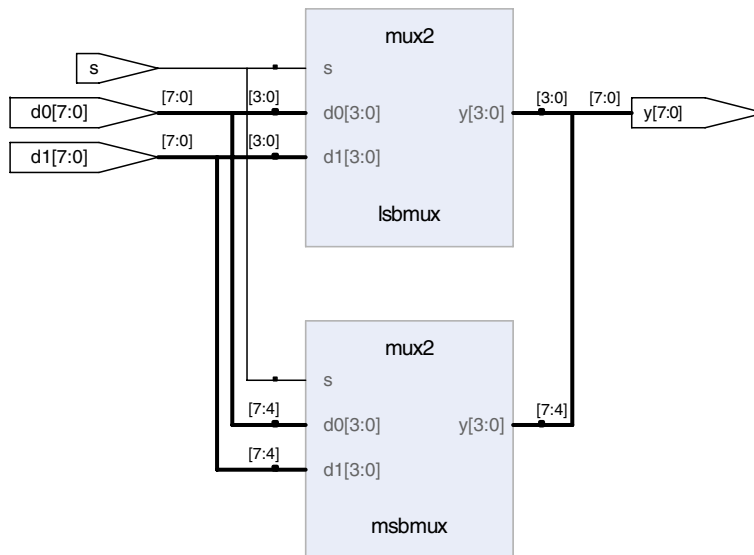 mux2
s
s
[7:0]
[3:0]
[3:0]
[7:0]
d0[7:0]
d0[3:0]
y[3:0]
y[7:0]
[7:0]
[3:0]
d1[7:0]
d1[3:0]
lsbmux
mux2
s
[7:4]
[7:4]
d0[3:0]
y[3:0]
[7:4]
d1[3:0]
msbmux